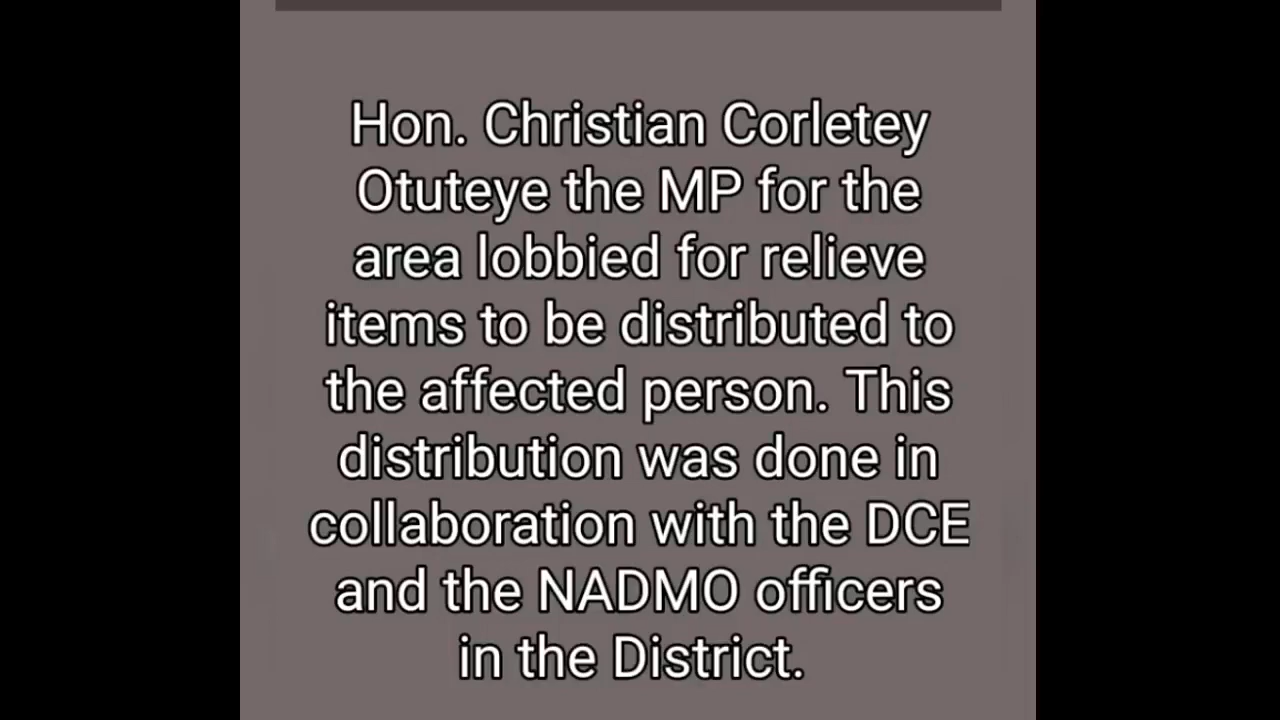 Hon. Christian Corletey
Otuteye the MP for the
area lobbied for relieve
items to be distributed to
the affected person. This
distribution was done in
collaboration with the DCE
and the NADMO officers
in the District.